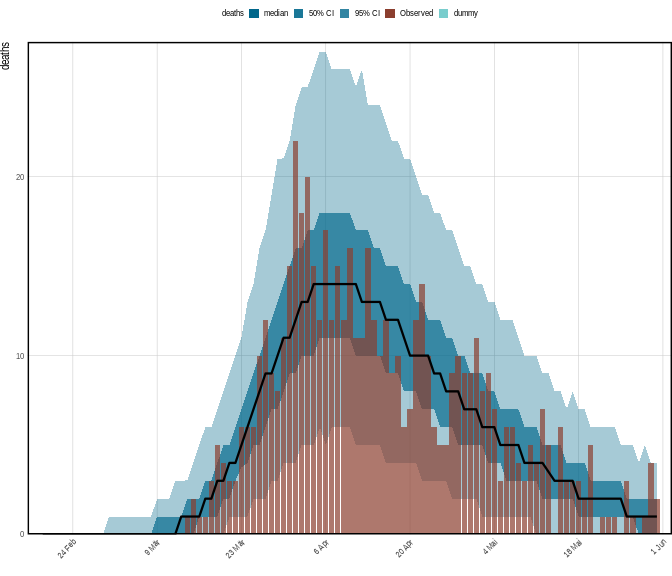 deaths median 50% CI 95% CI Observed dummy
deaths
20
10
0
24 Feb 9 Mär 23 Mär 6 Apr 20 Apr 4 Mai 18 Mai 1 Jun